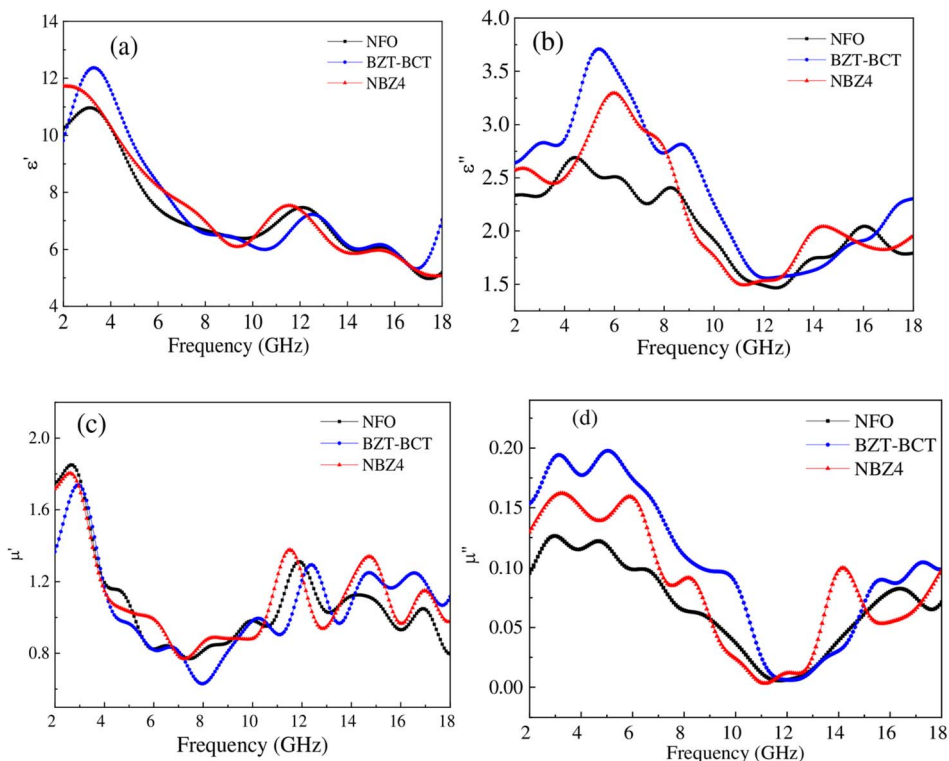 (a)
NFO
BZT-BCT
NBZ4
ε'
14
12
10
8
6
4
2 4 6 8 10 12 14 16 18
Frequency (GHz)
(b)
NFO
BZT-BCT
NBZ4
ε"
4.0
3.5
3.0
2.5
2.0
1.5
2 4 6 8 10 12 14 16 18
Frequency (GHz)
(c)
NFO
BZT-BCT
NBZ4
μ'
2.0
1.6
1.2
0.8
2 4 6 8 10 12 14 16 18
Frequency (GHz)
(d)
NFO
BZT-BCT
NBZ4
μ"
0.20
0.15
0.10
0.05
0.00
2 4 6 8 10 12 14 16 18
Frequency (GHz)